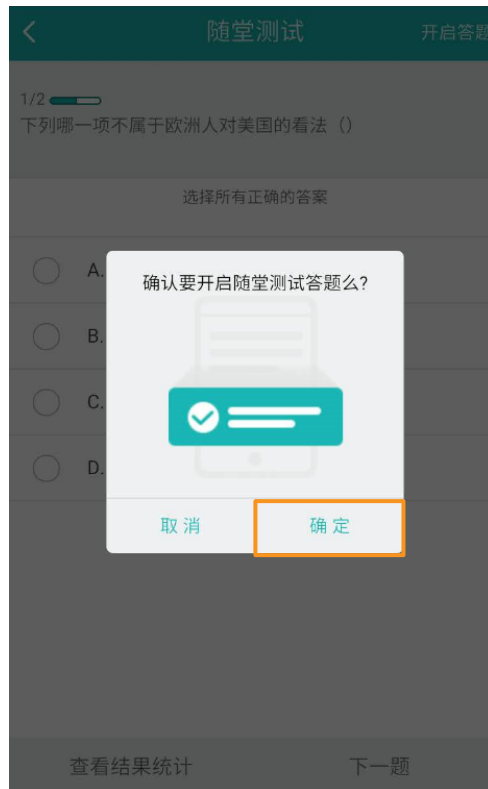 随堂测试
开启答题
1/2
下列哪一项不属于欧洲人对美国的看法（）
选择所有正确的答案
A.
确认要开启随堂测试答题么?
B.
C.
D.
取消
确定
查看结果统计
下一题